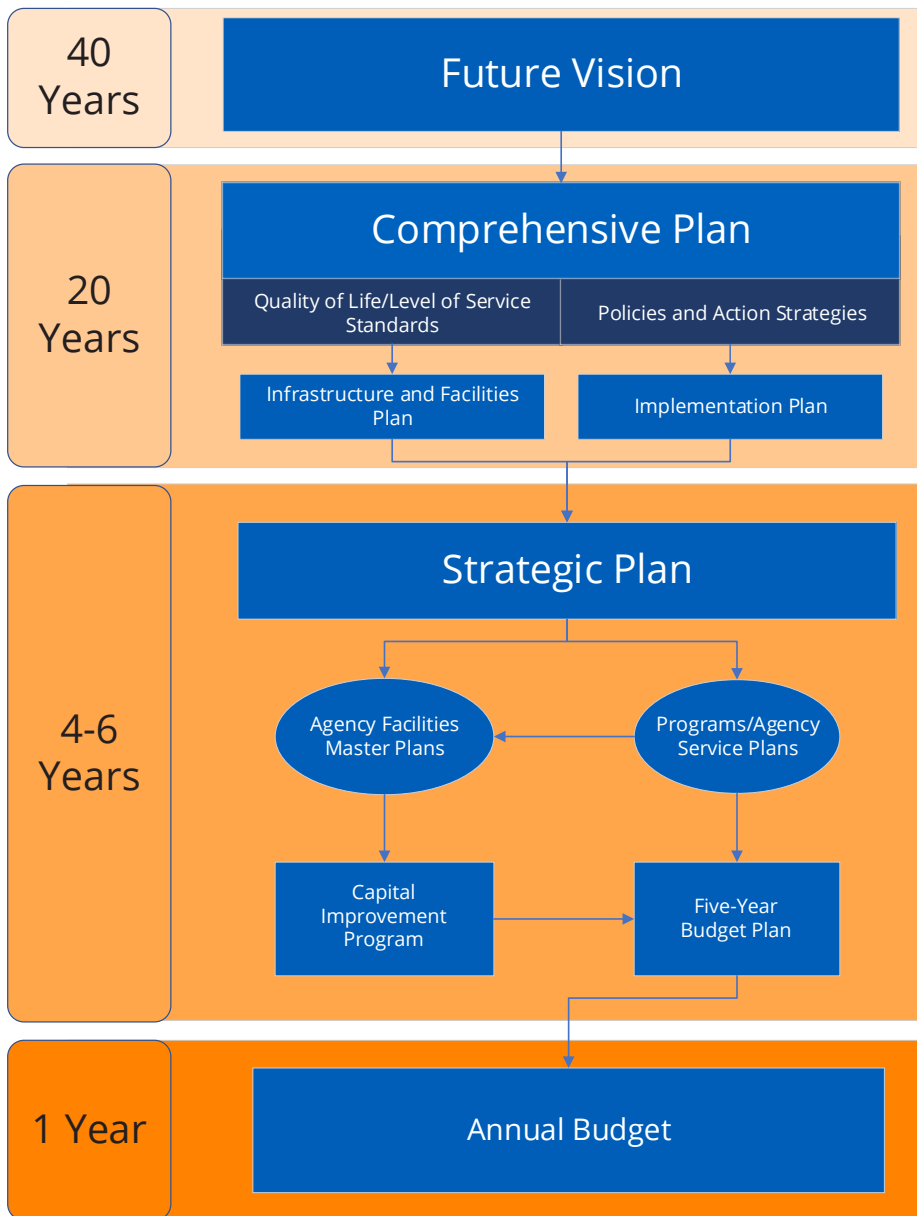 40
Years
Future Vision
20
Years
Comprehensive Plan
Quality of Life/Level of Service
Standards
Policies and Action Strategies
Infrastructure and Facilities
Plan
Implementation Plan
4-6
Years
Strategic Plan
Agency Facilities
Master Plans
Programs/Agency
Service Plans
Capital
Improvement
Program
Five-Year
Budget Plan
1 Year
Annual Budget